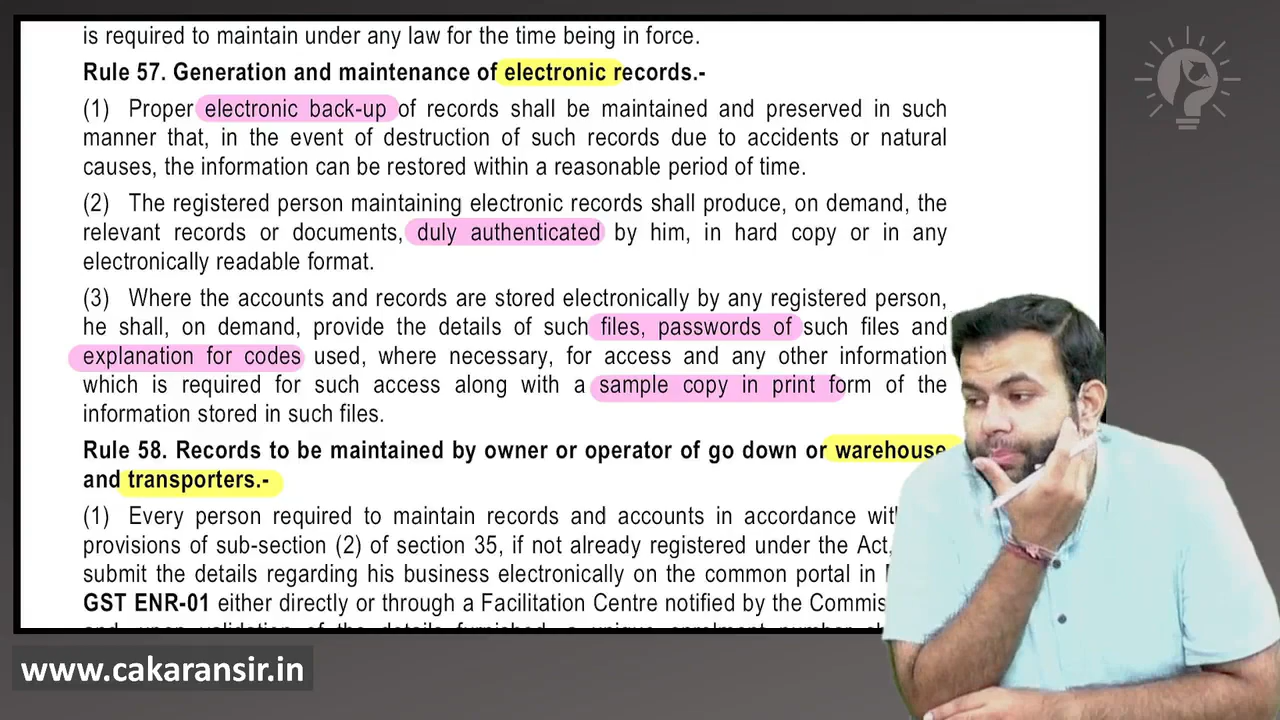 is required to maintain under any law for the time being in force.
Rule 57. Generation and maintenance of electronic records.-
(1) Proper electronic back-up of records shall be maintained and preserved in such
manner that, in the event of destruction of such records due to accidents or natural
causes, the information can be restored within a reasonable period of time.
(2) The registered person maintaining electronic records shall produce, on demand, the
relevant records or documents, duly authenticated by him, in hard copy or in any
electronically readable format.
(3) Where the accounts and records are stored electronically by any registered person,
he shall, on demand, provide the details of such files, passwords of such files and
explanation for codes used, where necessary, for access and any other information
which is required for such access along with a sample copy in print form of the
information stored in such files.
Rule 58. Records to be maintained by owner or operator of go down or warehouse
and transporters.-
(1) Every person required to maintain records and accounts in accordance
provisions of sub-section (2) of section 35, if not already registered under the Act,
submit the details regarding his business electronically on the common portal in
GST ENR-01 either directly or through a Facilitation Centre notified by the
www.cakaransir.in